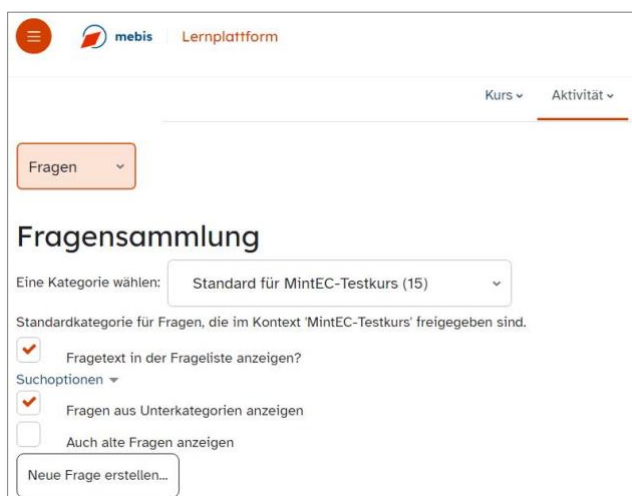 mebis Lernplattform
Kurs Aktivität
Fragen
Fragensammlung
Eine Kategorie wählen: Standard für MintEC-Testkurs (15)
Standardkategorie für Fragen, die im Kontext 'MintEC-Testkurs' freigegeben sind.
Fragetext in der Frageliste anzeigen?
Suchoptionen
Fragen aus Unterkategorien anzeigen
Auch alte Fragen anzeigen
Neue Frage erstellen...